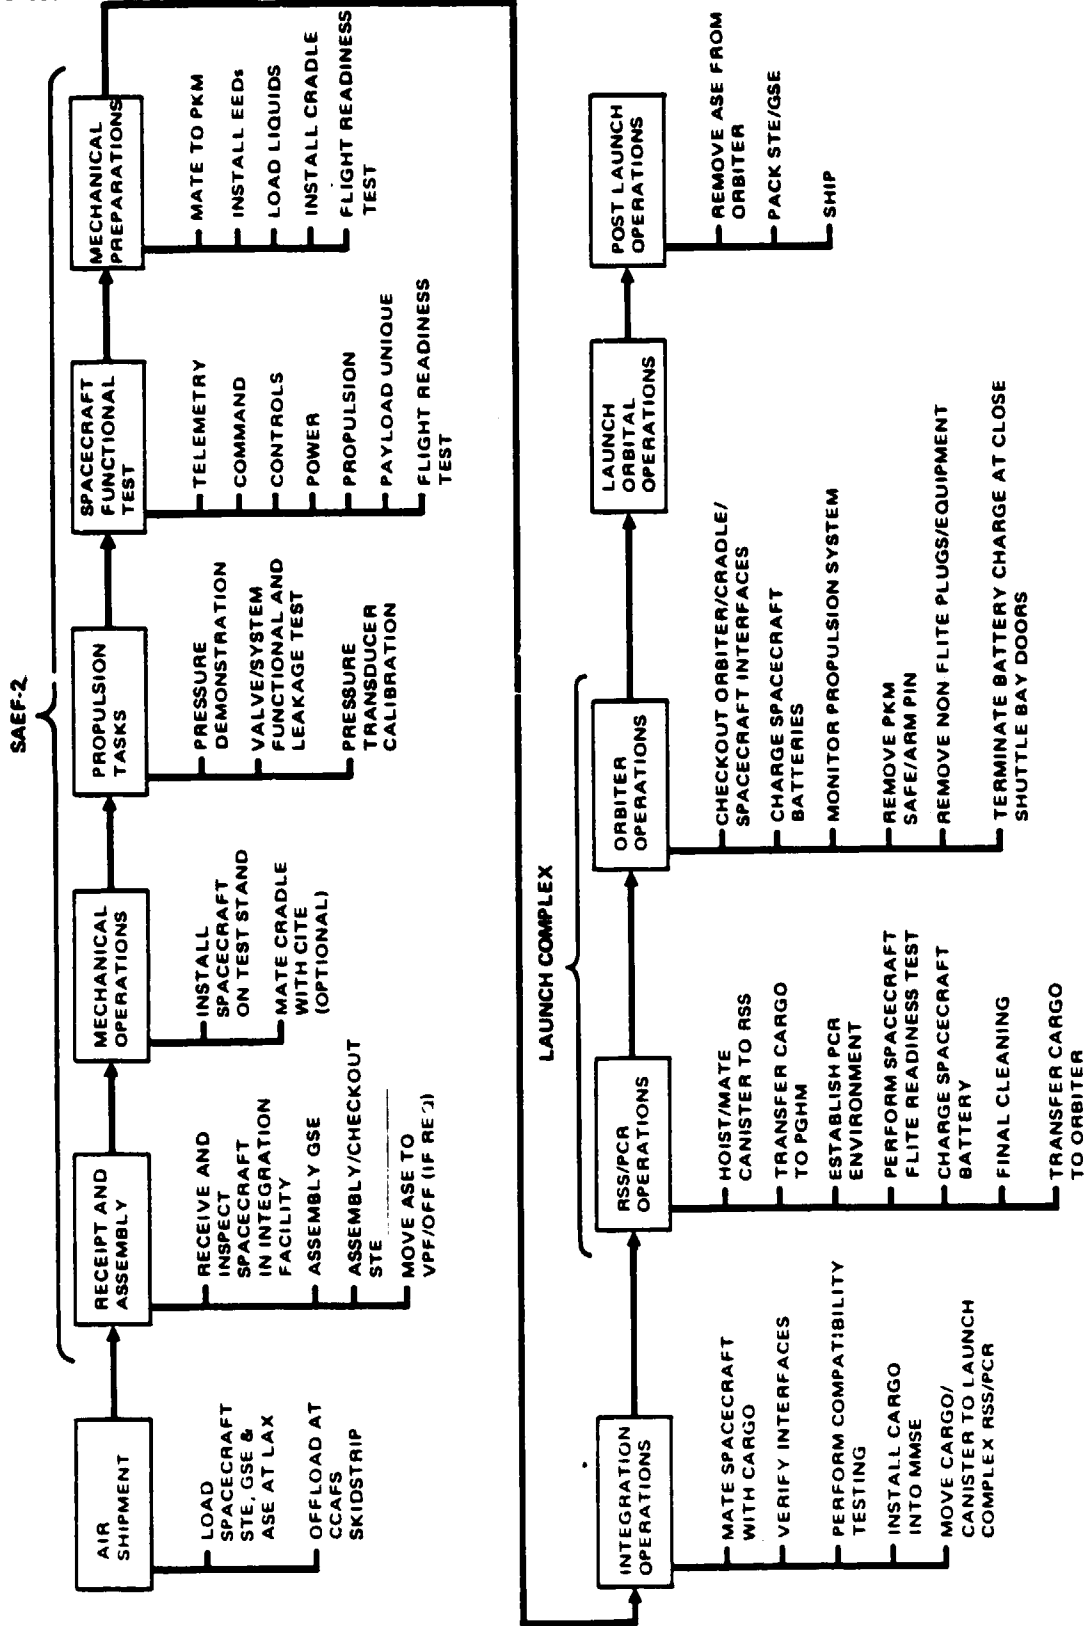 SAEF-2
AIR
SHIPMENT
LOAD
SPACECRAFT
STE, GSE &
ASE AT LAX
OFFLOAD AT
CCAFS
SKIDSTRIP
RECEIPT AND
ASSEMBLY
RECEIVE AND
INSPECT
SPACECRAFT
IN INTEGRATION
FACILITY
ASSEMBLY GSE
ASSEMBLY/CHECKOUT
STE
MOVE ASE TO
VPF/OFF (IF REQ)
MECHANICAL
OPERATIONS
INSTALL
SPACECRAFT
ON TEST STAND
MATE CRADLE
WITH CITE
(OPTIONAL)
PROPULSION
TASKS
PRESSURE
DEMONSTRATION
VALVE/SYSTEM
FUNCTIONAL AND
LEAKAGE TEST
PRESSURE
TRANSDUCER
CALIBRATION
SPACECRAFT
FUNCTIONAL
TEST
TELEMETRY
COMMAND
CONTROLS
POWER
PROPULSION
PAYLOAD UNIQUE
FLIGHT READINESS
TEST
MECHANICAL
PREPARATIONS
MATE TO PKM
INSTALL EEDs
LOAD LIQUIDS
INSTALL CRADLE
FLIGHT READINESS
TEST
LAUNCH COMPLEX
INTEGRATION
OPERATIONS
MATE SPACECRAFT
WITH CARGO
VERIFY INTERFACES
PERFORM COMPATIBILITY
TESTING
INSTALL CARGO
INTO MMSE
MOVE CARGO/
CANISTER TO LAUNCH
COMPLEX RSS/PCR
RSS/PCR
OPERATIONS
HOIST/MATE
CANISTER TO RSS
TRANSFER CARGO
TO PGHM
ESTABLISH PCR
ENVIRONMENT
PERFORM SPACECRAFT
FLITE READINESS TEST
CHARGE SPACECRAFT
BATTERY
FINAL CLEANING
TRANSFER CARGO
TO ORBITER
ORBITER
OPERATIONS
CHECKOUT ORBITER/CRADLE/
SPACECRAFT INTERFACES
CHARGE SPACECRAFT
BATTERIES
MONITOR PROPULSION SYSTEM
REMOVE PKM
SAFE/ARM PIN
REMOVE NON FLITE PLUGS/EQUIPMENT
TERMINATE BATTERY CHARGE AT CLOSE
SHUTTLE BAY DOORS
LAUNCH
ORBITAL
OPERATIONS
POST LAUNCH
OPERATIONS
REMOVE ASE FROM
ORBITER
PACK STE/GSE
SHIP